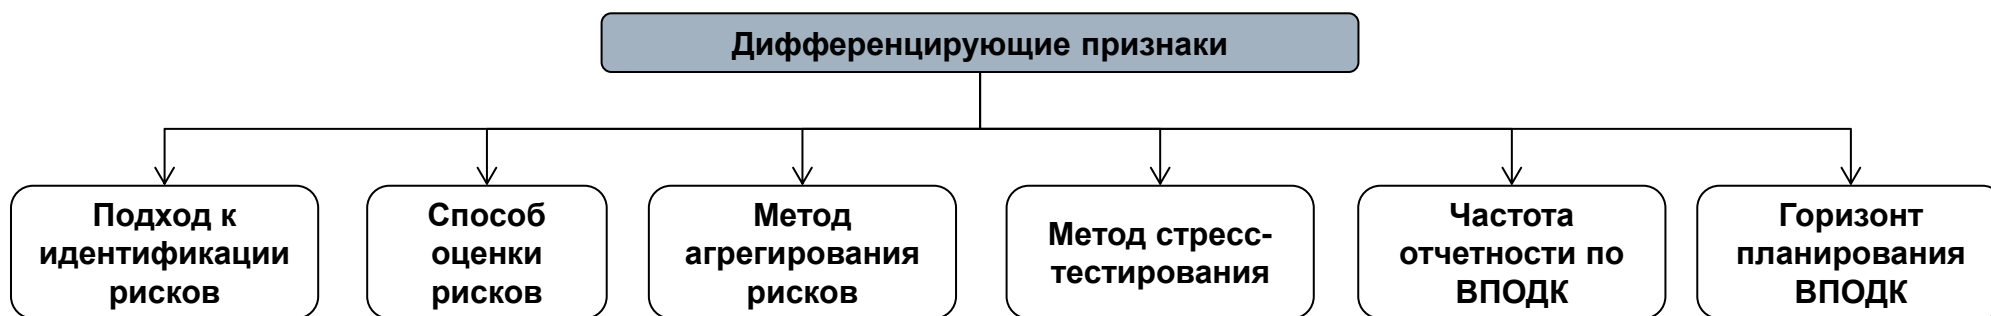 Дифференцирующие признаки
Подход к
идентификации
рисков
Способ
оценки
рисков
Метод
агрегирования
рисков
Метод стресс-
тестирования
Частота
отчетности по
ВПОДК
Горизонт
планирования
ВПОДК